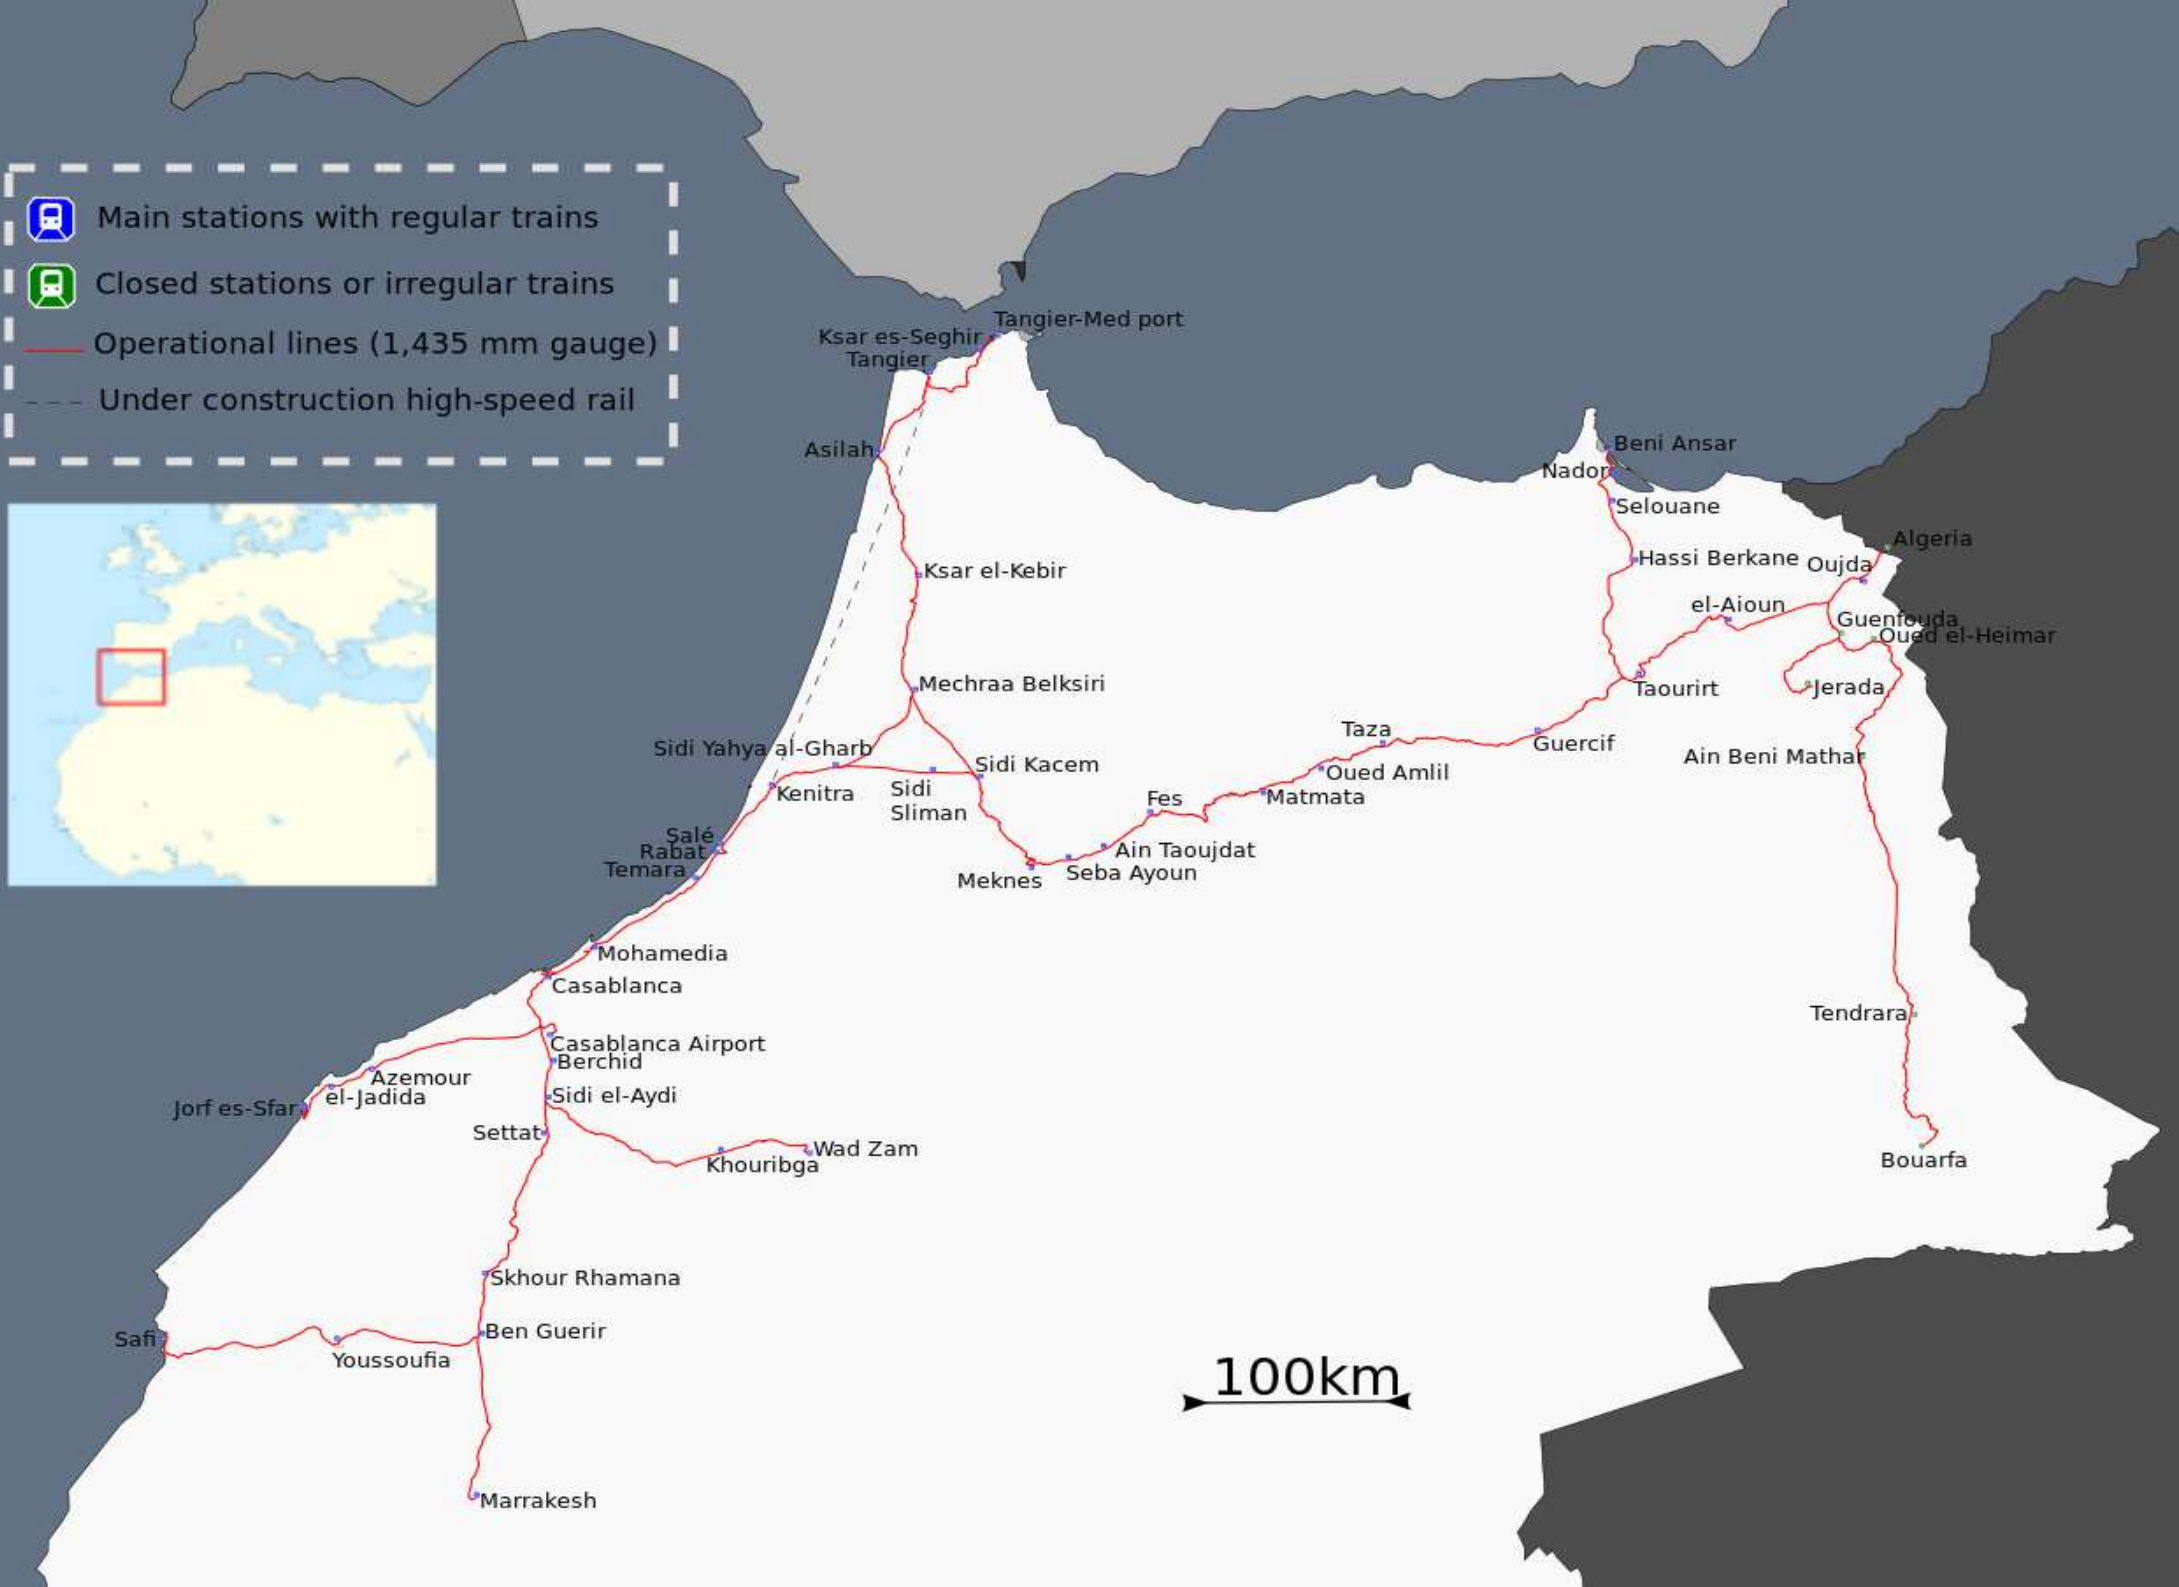 Main stations with regular trains
Closed stations or irregular trains
Operational lines (1,435 mm gauge)
Under construction high-speed rail
Tangier-Med port
Ksar es-Seghir
Tangier
Asilah
Beni Ansar
Nador
Selouane
Algeria
Hassi Berkane
Oujda
Ksar el-Kebir
el-Aioun
Guenfouda
Oued el-Heimar
Mechraa Belksiri
Taourirt
Jerada
Taza
Guercif
Sidi Yahya al-Gharb
Ain Beni Mathar
Sidi Kacem
Oued Amlil
Kenitra
Sidi
Sliman
Fes
Matmata
Salé
Rabat
Temara
Ain Taoujdat
Seba Ayoun
Meknes
Mohamedia
Casablanca
Tendrara
Casablanca Airport
Berchid
Azemour
el-Jadida
Sidi el-Aydi
Jorf es-Sfar
Settat
Wad Zam
Khouribga
Bouarfa
Skhour Rhamana
Safi
Ben Guerir
Youssoufia
100km
Marrakesh